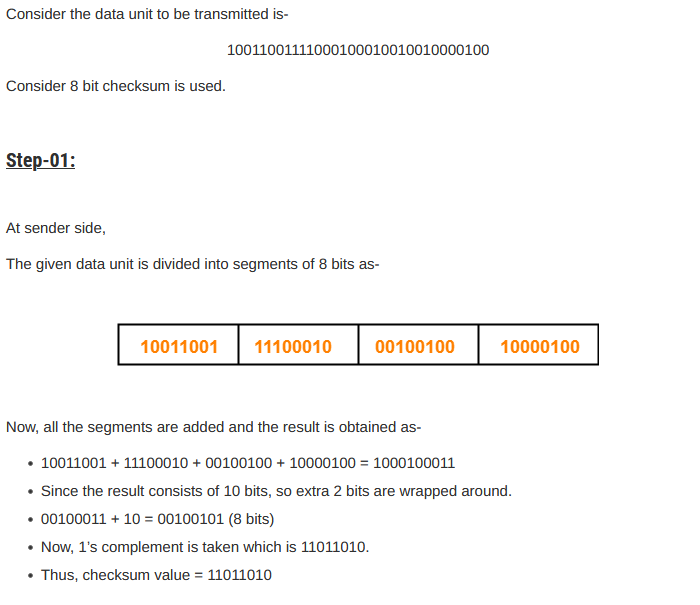 Consider the data unit to be transmitted is-
10011001111000100010010010000100
Consider 8 bit checksum is used.
Step-01:
At sender side,
The given data unit is divided into segments of 8 bits as-
10011001 11100010 00100100 10000100
Now, all the segments are added and the result is obtained as-
• 10011001 + 11100010 + 00100100 + 10000100 = 1000100011
• Since the result consists of 10 bits, so extra 2 bits are wrapped around.
• 00100011 + 10 = 00100101 (8 bits)
• Now, 1’s complement is taken which is 11011010.
• Thus, checksum value = 11011010